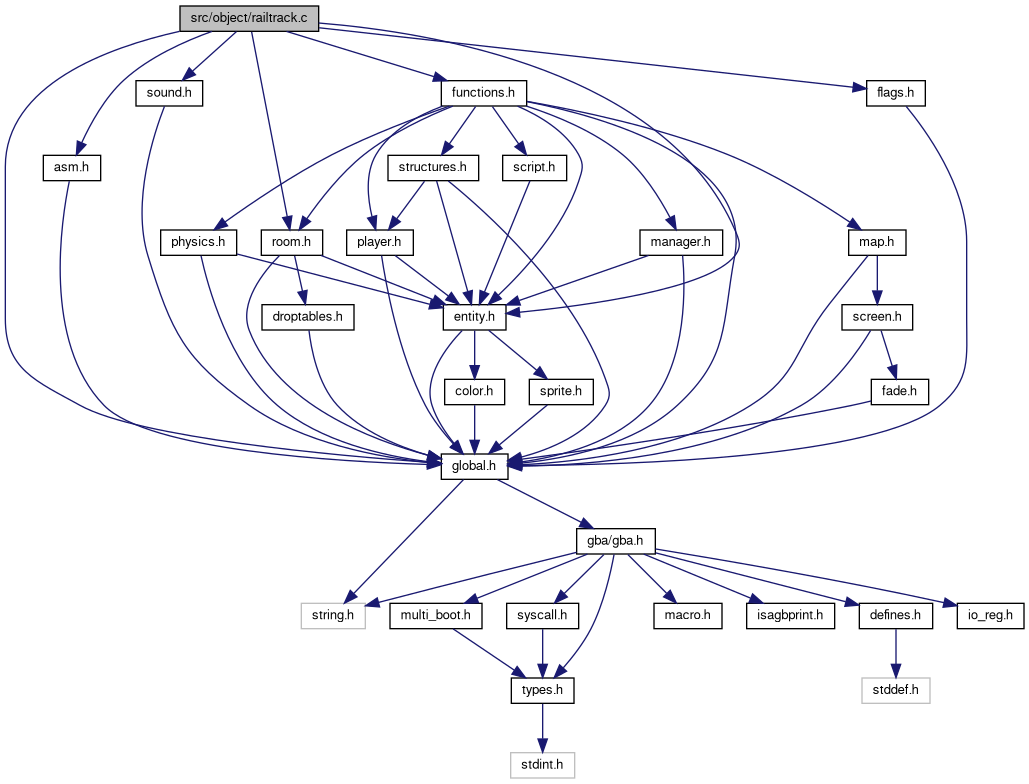 src/object/railtrack.c
sound.h
functions.h
flags.h
asm.h
structures.h
script.h
physics.h
room.h
player.h
manager.h
map.h
droptables.h
entity.h
screen.h
color.h
sprite.h
fade.h
global.h
gba/gba.h
string.h
multi_boot.h
syscall.h
macro.h
isagbprint.h
defines.h
io_reg.h
types.h
stddef.h
stdint.h